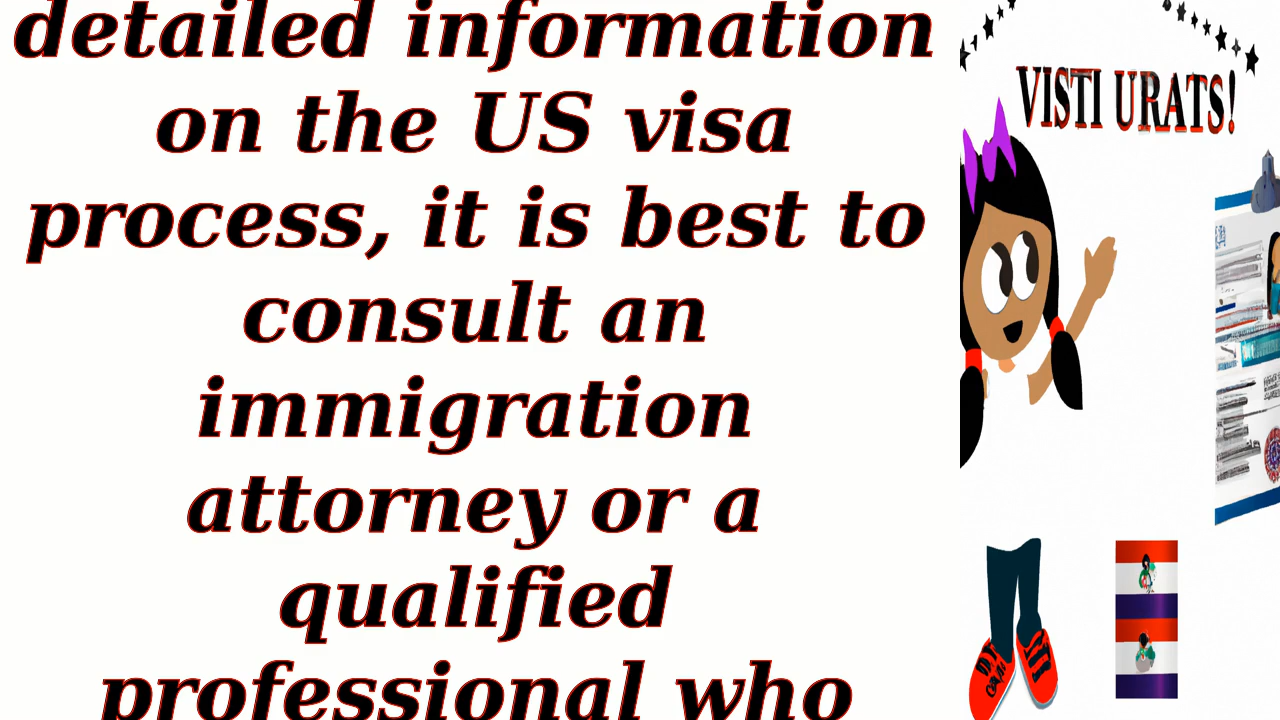 detailed information
on the US visa
process, it is best to
consult an
immigration
attorney or a
qualified
professional who
VISTI URATS!